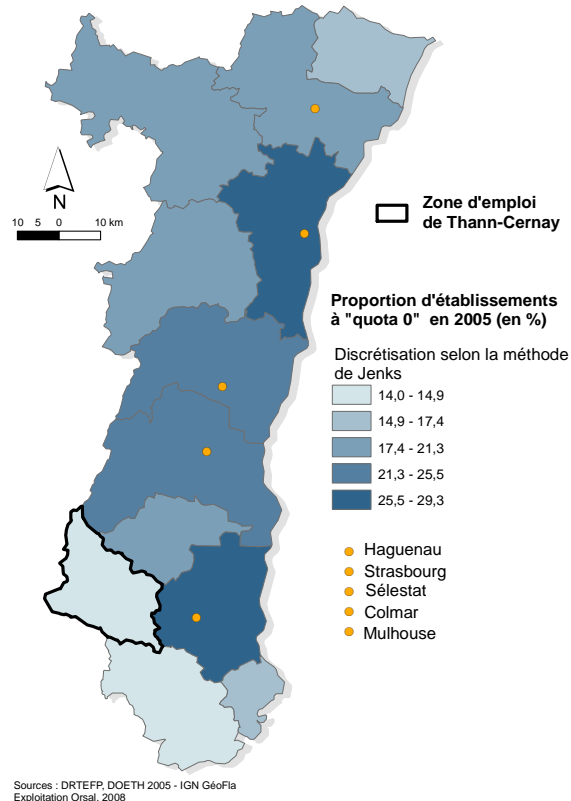 N
10 5 0 10 km
Zone d'emploi
de Thann-Cernay
Proportion d'établissements
à "quota 0" en 2005 (en %)
Discrétisation selon la méthode
de Jenks
14,0 - 14,9
14,9 - 17,4
17,4 - 21,3
21,3 - 25,5
25,5 - 29,3
Haguenau
Strasbourg
Sélestat
Colmar
Mulhouse
Sources : DRTEFP, DOETH 2005 - IGN GéoFla
Exploitation Orsal, 2008